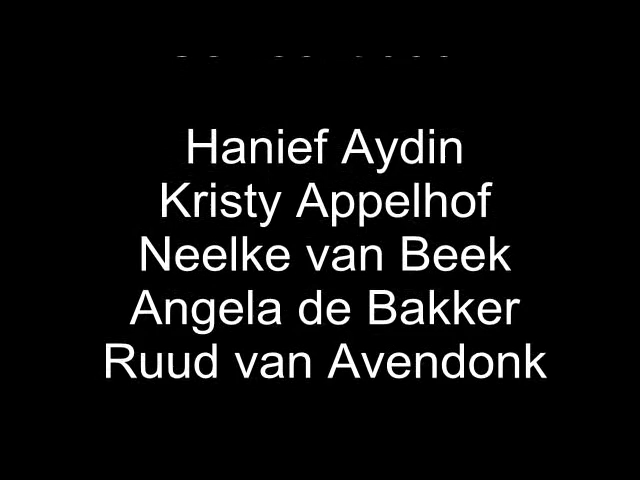 Hanief Aydin
Kristy Appelhof
Neelke van Beek
Angela de Bakker
Ruud van Avendonk